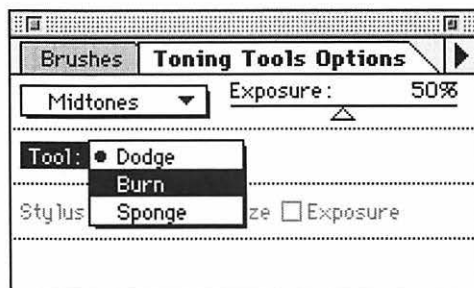 Brushes Toning Tools Options
Midtones Exposure: 50%
Tool: Dodge
Burn
Stylus Sponge ze Exposure